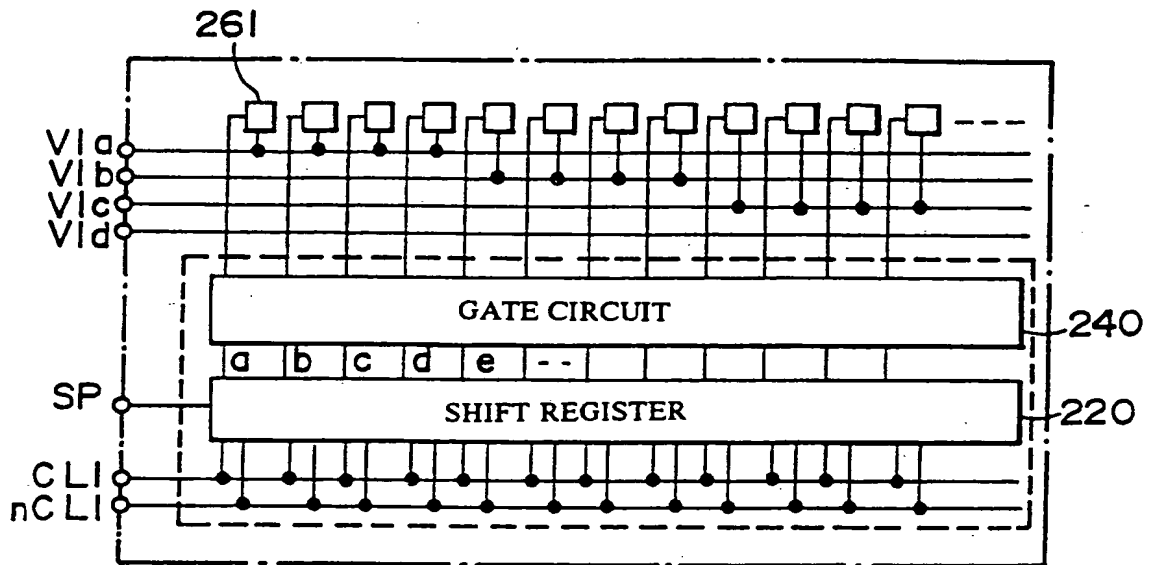 261
VIa
VIb
VIc
VId
GATE CIRCUIT
240
a b c d e --
SP
SHIFT REGISTER
220
CLI
nCLI